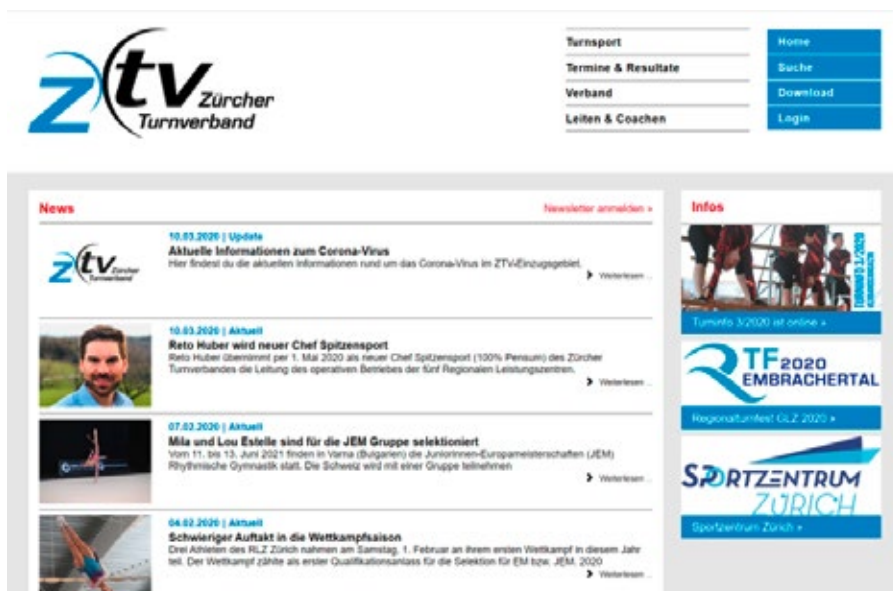 ztv Zürcher
Turnverband
Turnsport
Termine & Resultate
Verband
Leiten & Coachen
Home
Suche
Download
Login
News
Newsletter anmelden »
10.03.2020 | Update
Aktuelle Informationen zum Corona-Virus
Hier findest du die aktuellen Informationen rund um das Corona-Virus im ZTV-Einzugsgebiet.
Weiterlesen ...
ztv Zürcher
Turnverband
10.03.2020 | Aktuell
Reto Huber wird neuer Chef Spitzensport
Reto Huber übernimmt per 1. Mai 2020 als neuer Chef Spitzensport (100% Pensum) des Zürcher
Turnverbandes die Leitung des operativen Betriebes der fünf Regionalen Leistungszentren.
Weiterlesen ...
07.02.2020 | Aktuell
Mila und Lou Estelle sind für die JEM Gruppe selektioniert
Vom 11. bis 13. Juni 2021 finden in Varna (Bulgarien) die Juniorinnen-Europameisterschaften (JEM)
Rhythmische Gymnastik statt. Die Schweiz wird mit einer Gruppe teilnehmen
Weiterlesen ...
04.02.2020 | Aktuell
Schwieriger Auftakt in die Wettkampfsaison
Drei Athleten des RLZ Zürich nahmen am Samstag, 1. Februar an ihrem ersten Wettkampf in diesem Jahr
teil. Der Wettkampf zählte als erster Qualifikationsanlass für die Selektion für EM bzw. JEM. 2020
Weiterlesen ...
Infos
TURNINFO 3/2020
Turninfo 3/2020 ist online »
RTF 2020
EMBRACHERTAL
Regionalturnfest GLZ 2020 »
SPORTZENTRUM
ZÜRICH
Sportzentrum Zürich »